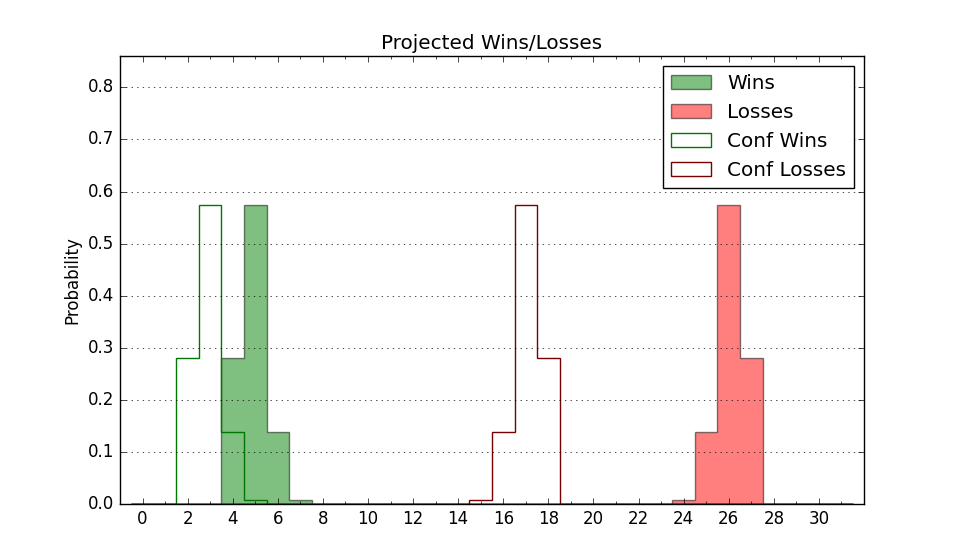 Projected Wins/Losses
Wins
Losses
Conf Wins
Conf Losses
Probability
0.8
0.7
0.6
0.5
0.4
0.3
0.2
0.1
0.0
0 2 4 6 8 10 12 14 16 18 20 22 24 26 28 30